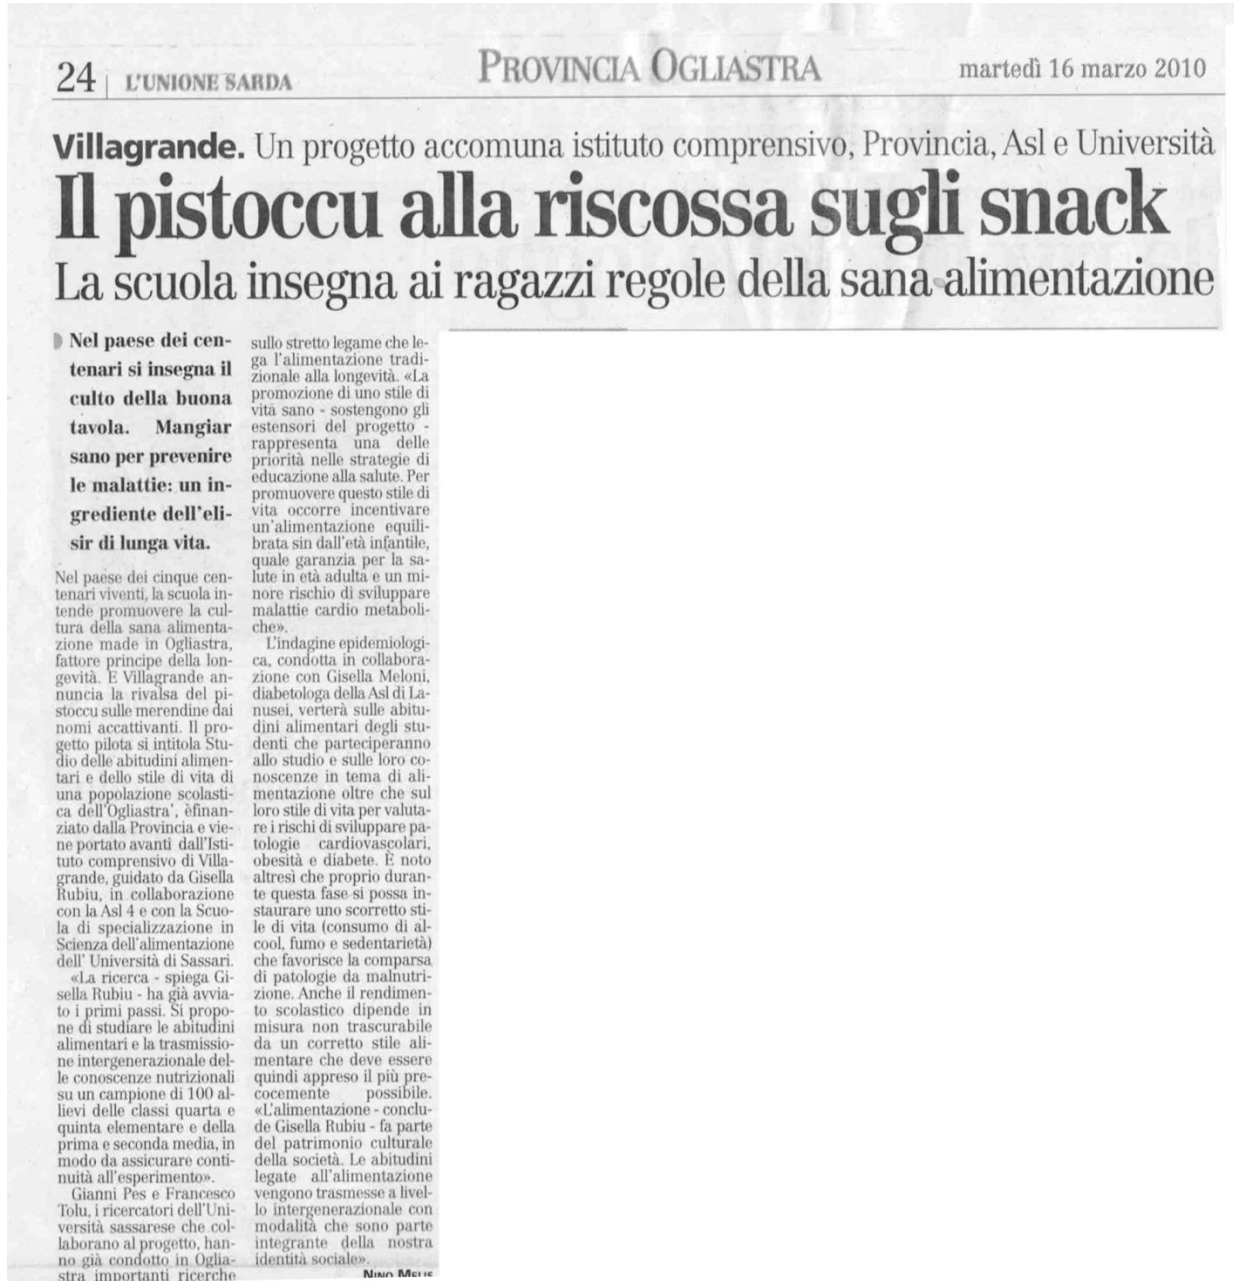 24 | L'UNIONE SARDA
PROVINCIA OGLIASTRA
martedì 16 marzo 2010
Villagrande. Un progetto accomuna istituto comprensivo, Provincia, Asl e Università
Il pistoccu alla riscossa sugli snack
La scuola insegna ai ragazzi regole della sana alimentazione
Nel paese dei cen-
tenari si insegna il
culto della buona
tavola. Mangiar
sano per prevenire
le malattie: un in-
grediente dell'eli-
sir di lunga vita.
Nel paese dei cinque cen-
tenari viventi, la scuola in-
tende promuovere la cul-
tura della sana alimenta-
zione made in Ogliastra,
fattore principe della lon-
gevità. E Villagrande an-
nuncia la rivalsa del pi-
stoccu sulle merendine dai
nomi accattivanti. Il pro-
getto pilota si intitola Stu-
dio delle abitudini alimen-
tari e dello stile di vita di
una popolazione scolasti-
ca dell'Ogliastra', èfinan-
ziato dalla Provincia e vie-
ne portato avanti dall'Isti-
tuto comprensivo di Villa-
grande, guidato da Gisella
Rubiu, in collaborazione
con la Asl 4 e con la Scuo-
la di specializzazione in
Scienza dell'alimentazione
dell' Università di Sassari.
«La ricerca - spiega Gi-
sella Rubiu - ha già avvia-
to i primi passi. Si propo-
ne di studiare le abitudini
alimentari e la trasmissio-
ne intergenerazionale del-
le conoscenze nutrizionali
su un campione di 100 al-
lievi delle classi quarta e
quinta elementare e della
prima e seconda media, in
modo da assicurare conti-
nuità all'esperimento».
Gianni Pes e Francesco
Tolu, i ricercatori dell'Uni-
versità sassarese che col-
laborano al progetto, han-
no già condotto in Oglia-
stra importanti ricerche
sullo stretto legame che le-
ga l'alimentazione tradi-
zionale alla longevità. «La
promozione di uno stile di
vita sano - sostengono gli
estensori del progetto -
rappresenta una delle
priorità nelle strategie di
educazione alla salute. Per
promuovere questo stile di
vita occorre incentivare
un'alimentazione equili-
brata sin dall'età infantile,
quale garanzia per la sa-
lute in età adulta e un mi-
nore rischio di sviluppare
malattie cardio metaboli-
che».
L'indagine epidemiologi-
ca, condotta in collabora-
zione con Gisella Meloni,
diabetologa della Asl di La-
nusei, verterà sulle abitu-
dini alimentari degli stu-
denti che parteciperanno
allo studio e sulle loro co-
noscenze in tema di ali-
mentazione oltre che sul
loro stile di vita per valuta-
re i rischi di sviluppare pa-
tologie cardiovascolari,
obesità e diabete. È noto
altresì che proprio duran-
te questa fase si possa in-
staurare uno scorretto sti-
le di vita (consumo di al-
cool, fumo e sedentarietà)
che favorisce la comparsa
di patologie da malnutri-
zione. Anche il rendimen-
to scolastico dipende in
misura non trascurabile
da un corretto stile ali-
mentare che deve essere
quindi appreso il più pre-
cocemente possibile.
«L'alimentazione - conclu-
de Gisella Rubiu - fa parte
del patrimonio culturale
della società. Le abitudini
legate all'alimentazione
vengono trasmesse a livel-
lo intergenerazionale con
modalità che sono parte
integrante della nostra
identità sociale».
NINO MELIS